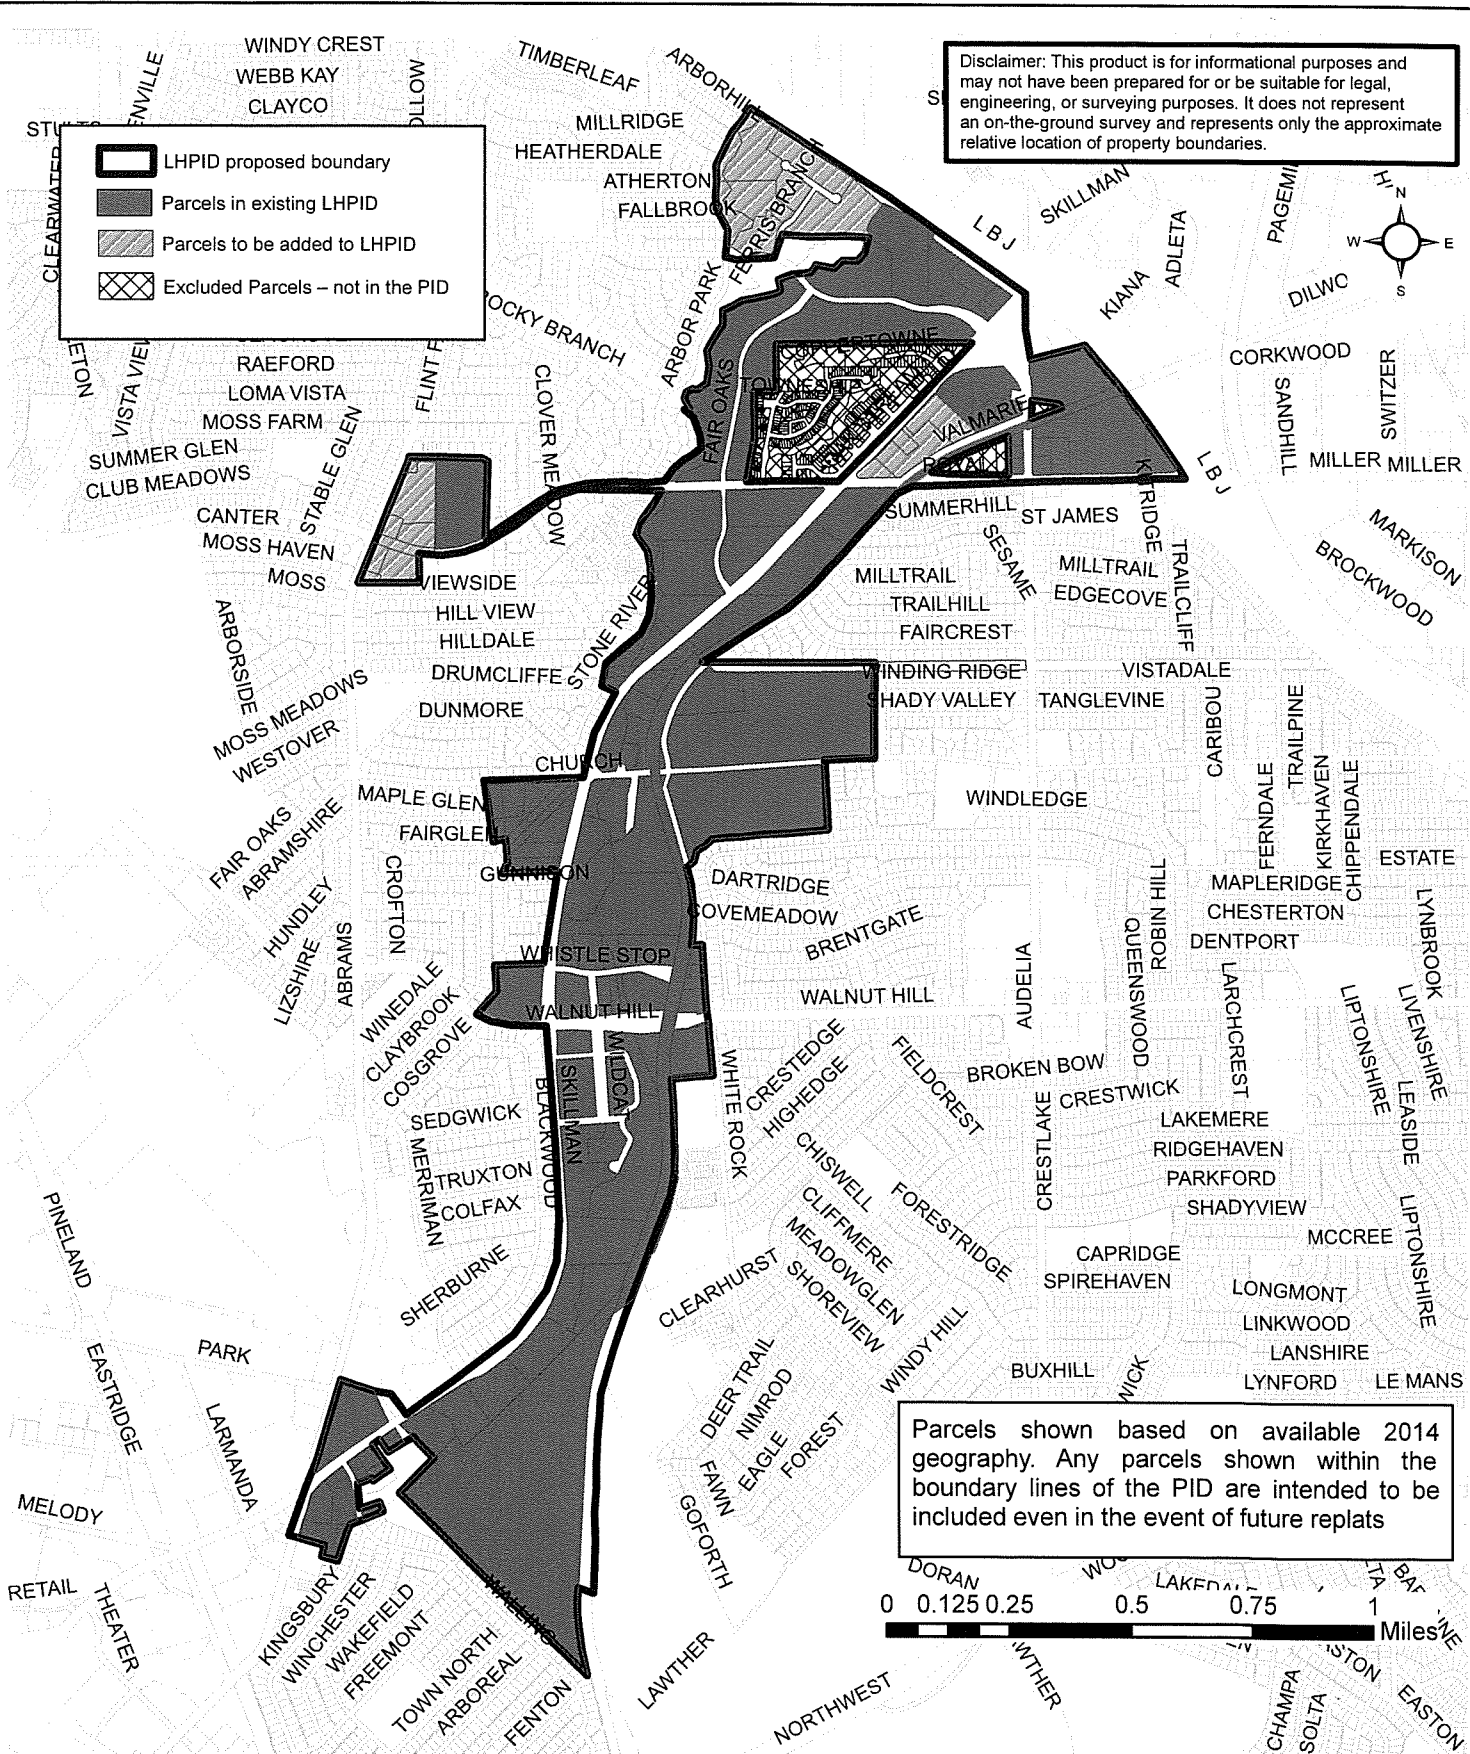 WINDY CREST
WEBB KAY
CLAYCO
TIMBERLEAF
ARBORHILL
MILLRIDGE
HEATHERDALE
ATHERTON
FALLBROOK
FERRIS BRANCH
Disclaimer: This product is for informational purposes and
may not have been prepared for or be suitable for legal,
engineering, or surveying purposes. It does not represent
an on-the-ground survey and represents only the approximate
relative location of property boundaries.
LHPID proposed boundary
Parcels in existing LHPID
Parcels to be added to LHPID
Excluded Parcels – not in the PID
CLEARWATER
L B J
SKILLMAN
ADLETA
KIANA
N
W
E
S
ROCKY BRANCH
ARBOR PARK
RAEFORD
LOMA VISTA
MOSS FARM
SUMMER GLEN
CLUB MEADOWS
STABLE GLEN
CLOVER MEADOW
FAIR OAKS
TOWNESHIP
VALMARIE
ROYAL
CORKWOOD
SANDHILL
SWITZER
MILLER
MILLER
L B J
CANTER
MOSS HAVEN
MOSS
VIEWSIDE
HILL VIEW
HILLDALE
DRUMCLIFFE
STONE RIVER
DUNMORE
SUMMERHILL
ST JAMES
SESAME
KITRIDGE
MILLTRAIL
MILLTRAIL
TRAILHILL
EDGECOVE
FAIRCREST
TRAILCLIFF
MARKISON
BROCKWOOD
ARBORSIDE
MOSS MEADOWS
WESTOVER
WINDING RIDGE
SHADY VALLEY
VISTADALE
TANGLEVINE
CARIBOU
TRAILPINE
CHURCH
MAPLE GLEN
FAIRGLEN
GUNNISON
WINDLEDGE
FERNDALE
KIRKHAVEN
CHIPPENDALE
FAIR OAKS
ABRAMSHIRE
HUNDLEY
LIZSHIRE
ABRAMS
CROFTON
DARTRIDGE
COVEMEADOW
BRENTGATE
ESTATE
MAPLERIDGE
CHESTERTON
DENTPORT
ROBIN HILL
QUEENSWOOD
LYNBROOK
WHISTLE STOP
WALNUT HILL
WALNUT HILL
WINEDALE
CLAYBROOK
COSGROVE
AUDELIA
LARCHCREST
LIPTONSHIRE
LIVENSHIRE
SKILLMAN
WILDCAT
BLACKWOOD
WHITE ROCK
CRESTEDGE
HIGHEDGE
FIELDCREST
BROKEN BOW
CRESTWICK
CRESTLAKE
LAKEMERE
RIDGEHAVEN
PARKFORD
SHADYVIEW
LEASIDE
SEDGWICK
MERRIMAN
TRUXTON
COLFAX
SHERBURNE
CHISWELL
CLIFFMERE
MEADOWGLEN
SHOREVIEW
FORESTRIDGE
MCCREE
LIPTONSHIRE
CAPRIDGE
SPIREHAVEN
LONGMONT
LINKWOOD
LANSHIRE
LYNFORD
LE MANS
CLEARHURST
WINDY HILL
BUXHILL
PINELAND
PARK
EASTRIDGE
LARMANDA
DEER TRAIL
NIMROD
EAGLE
FOREST
FAWN
GOFORTH
Parcels shown based on available 2014
geography. Any parcels shown within the
boundary lines of the PID are intended to be
included even in the event of future replats
MELODY
RETAIL
THEATER
KINGSBURY
WINCHESTER
WAKEFIELD
FREEMONT
TOWN NORTH
ARBOREAL
FENTON
WALLING
LAWTHER
NORTHWEST
DORAN
0 0.125 0.25 0.5 0.75 1
Miles
CHAMPA
SOLTA
EASTON